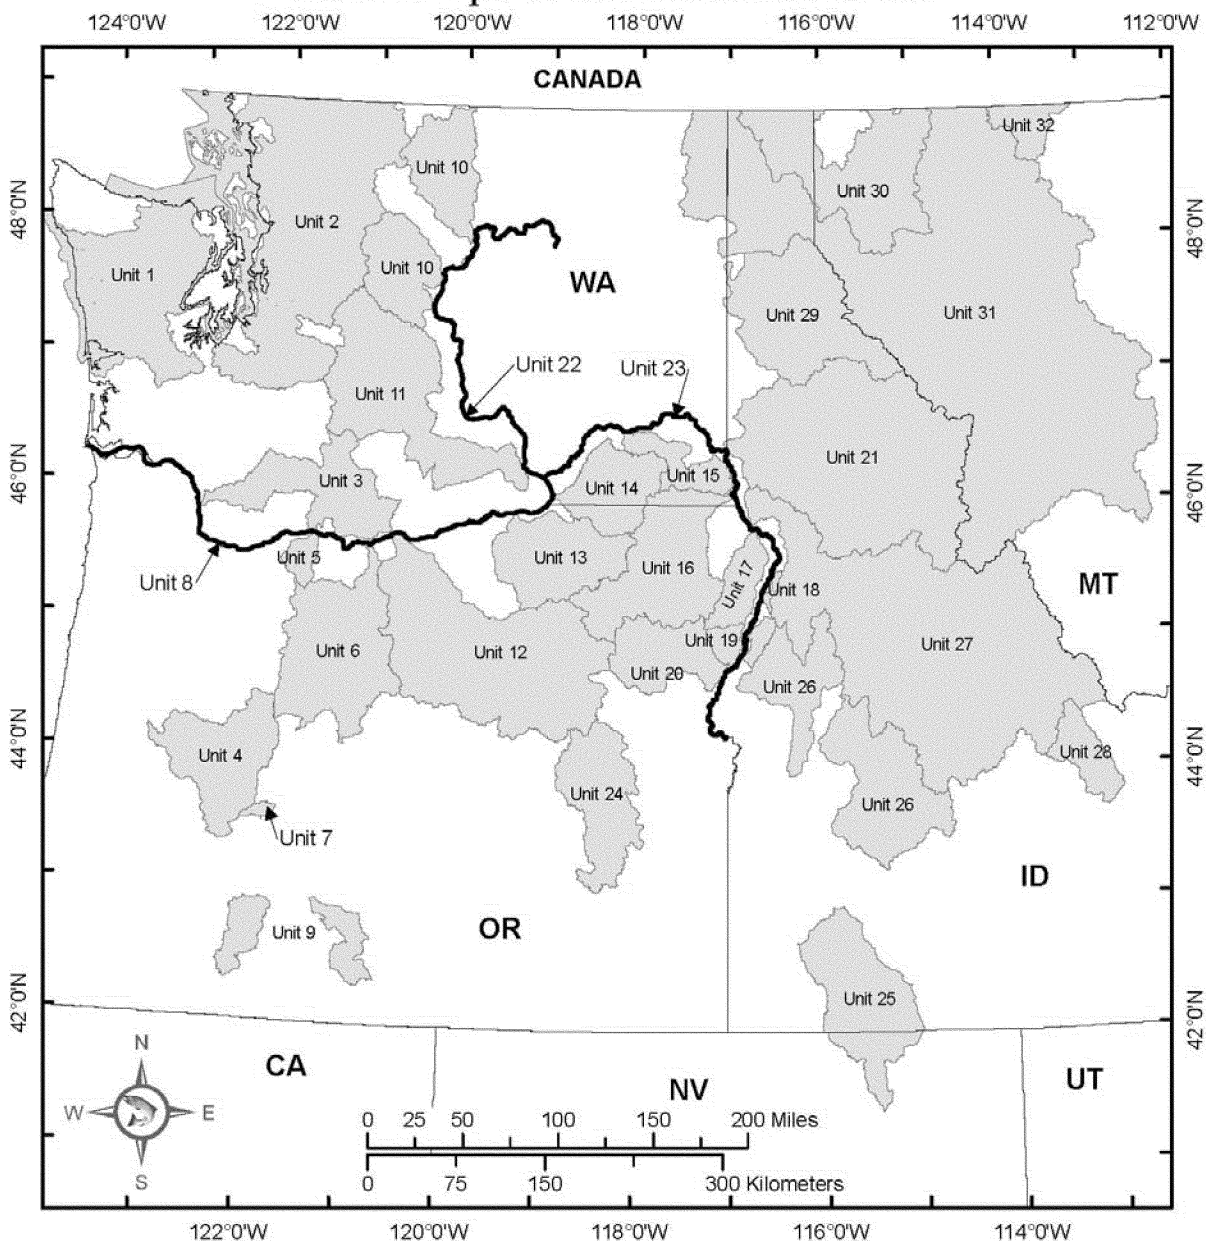 124°0'W 122°0'W 120°0'W 118°0'W 116°0'W 114°0'W 112°0'W
CANADA
Unit 32
Unit 10
Unit 30
48°0'N
48°0'N
Unit 2
Unit 1
Unit 10
WA
Unit 29
Unit 31
Unit 22
Unit 23
Unit 11
46°0'N
46°0'N
Unit 3
Unit 14
Unit 15
Unit 21
Unit 5
Unit 13
Unit 16
Unit 17
Unit 18
Unit 8
MT
Unit 6
Unit 12
Unit 19
Unit 20
Unit 27
Unit 26
44°0'N
44°0'N
Unit 4
Unit 28
Unit 24
Unit 26
Unit 7
ID
OR
Unit 9
42°0'N
42°0'N
Unit 25
N
CA
NV
UT
W E
S
0 25 50 100 150 200 Miles
0 75 150 300 Kilometers
122°0'W 120°0'W 118°0'W 116°0'W 114°0'W